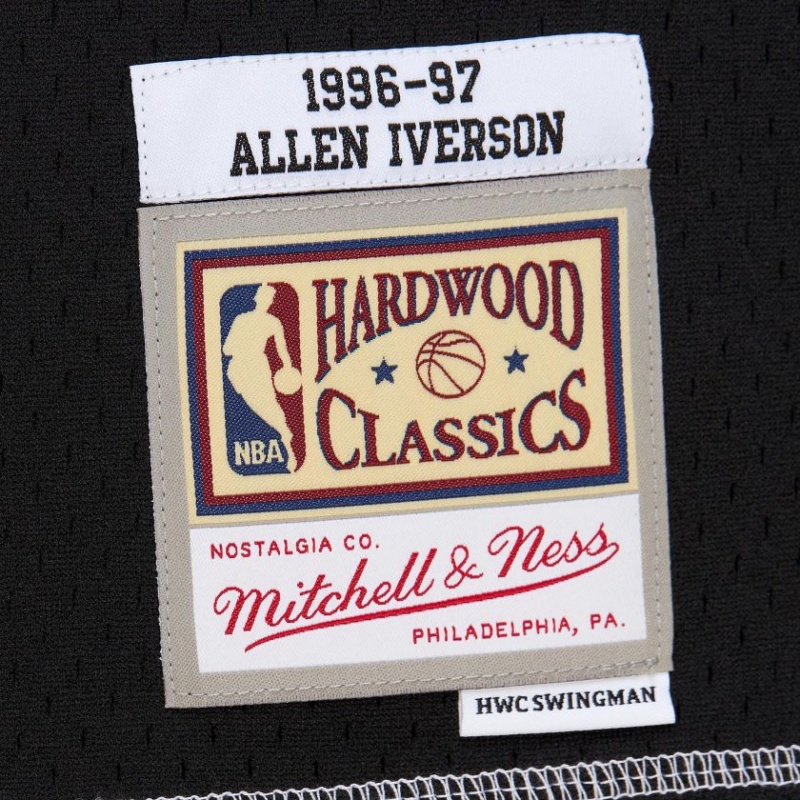 1996-97
ALLEN IVERSON
HARDWOOD
CLASSICS
NBA
NOSTALGIA CO.
Mitchell & Ness
PHILADELPHIA, PA.
HWC SWINGMAN